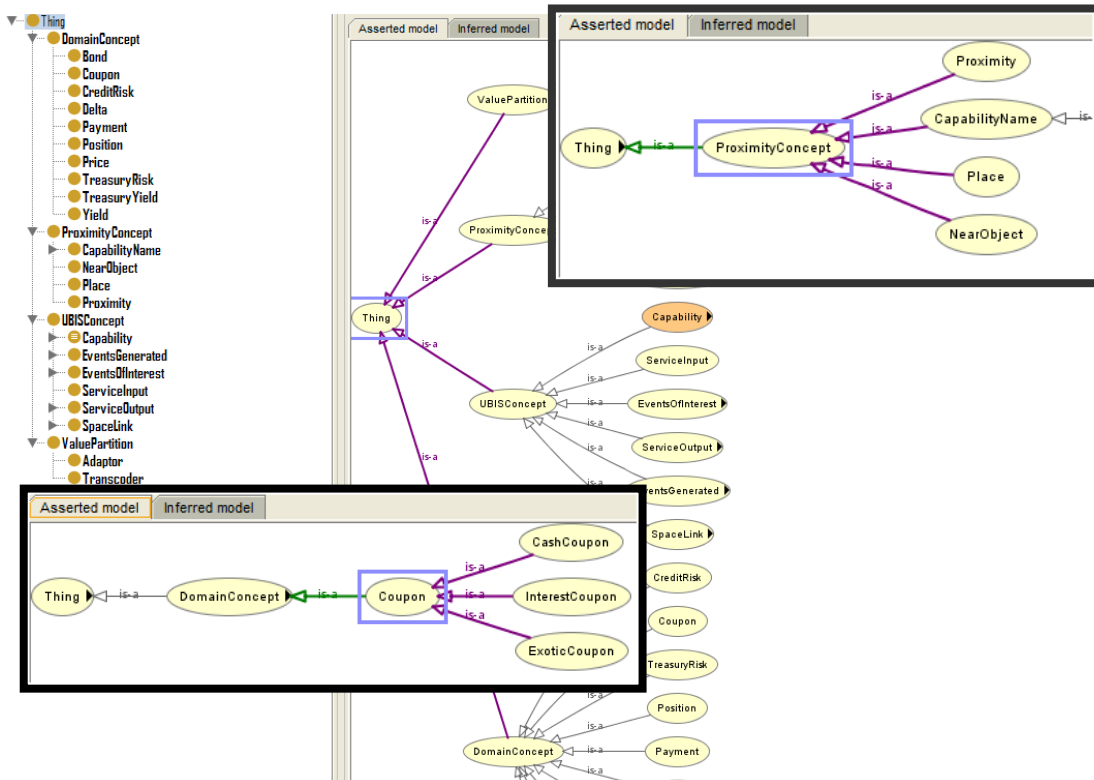 Thing
DomainConcept
Bond
Coupon
CreditRisk
Delta
Payment
Position
Price
TreasuryRisk
TreasuryYield
Yield
ProximityConcept
CapabilityName
NearObject
Place
Proximity
UBISConcept
Capability
EventsGenerated
EventsOfInterest
ServiceInput
ServiceOutput
SpaceLink
ValuePartition
Adaptor
Transcoder
Asserted model Inferred model
ValuePartition
is-a
ProximityConcep
is-a
Thing
is-a
UBISConcept
is-a
Capability
is-a
ServiceInput
is-a
EventsOfInterest
is-a
ServiceOutput
is-a
ventsGenerated
is-a
SpaceLink
CreditRisk
Coupon
TreasuryRisk
is-a
Position
is-a
DomainConcept
is-a
Payment
Asserted model Inferred model
Proximity
is-a
CapabilityName
is-
is-a
Thing
is-a
ProximityConcept
is-a
Place
is-a
NearObject
Asserted model Inferred model
CashCoupon
is-a
Thing
is-a
DomainConcept
is-a
Coupon
is-a
InterestCoupon
is-a
ExoticCoupon